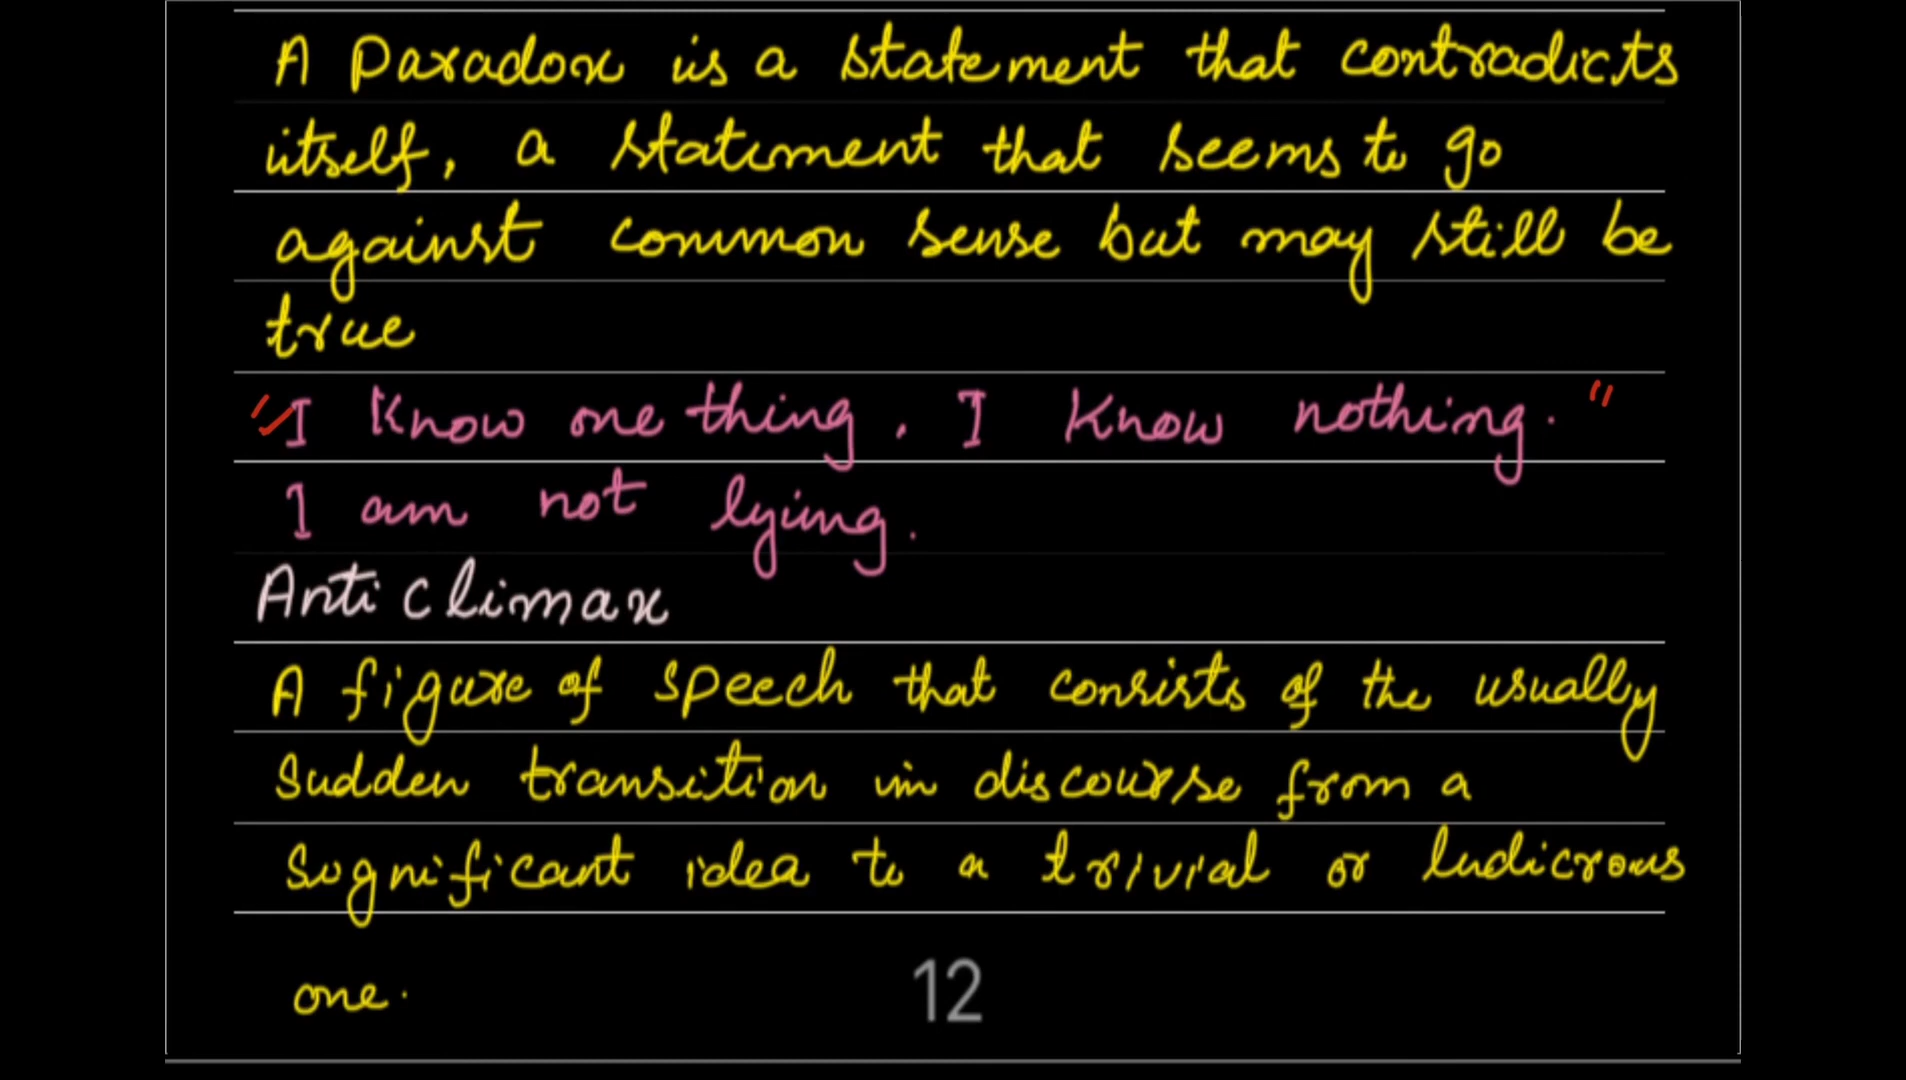 A Paradox is a statement that contradicts
itself, a statement that seems to go
against common sense but may still be
true
"I Know one thing. I Know nothing."
I am not lying.
Anti climax
A figure of speech that consists of the usually
sudden transition in discourse from a
significant idea to a trivial or ludicrous
one.
12